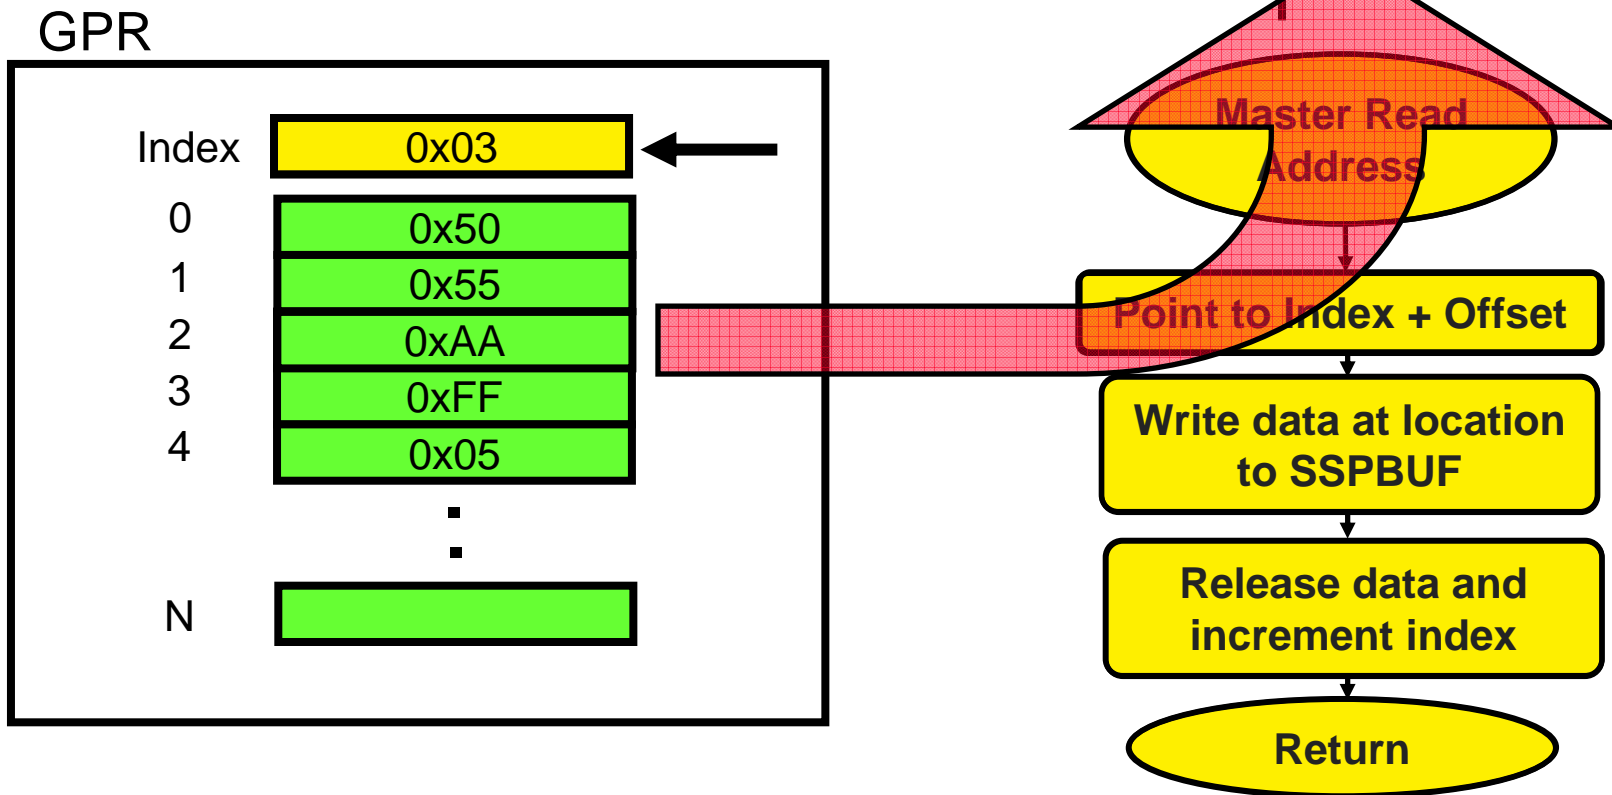 GPR
Index 0x03
0 0x50
1 0x55
2 0xAA
3 0xFF
4 0x05
N
Master Read
Address
Point to Index + Offset
Write data at location
to SSPBUF
Release data and
increment index
Return